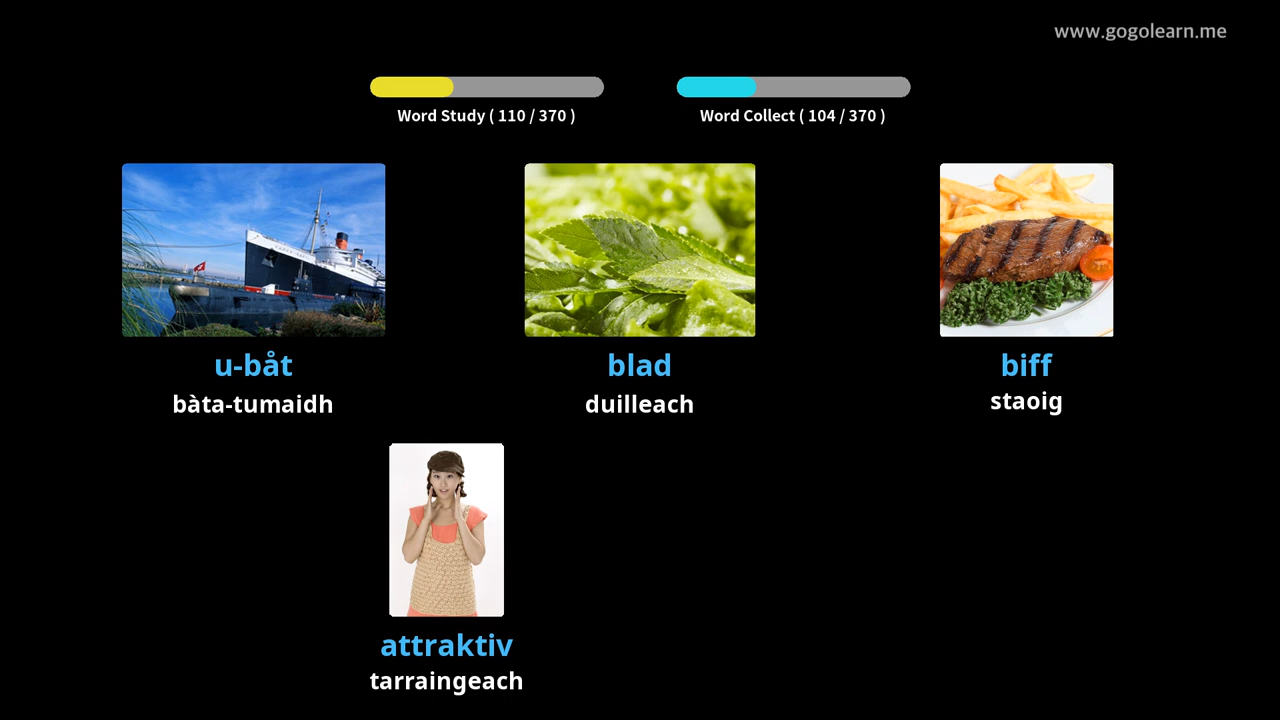 www.gogolearn.me
Word Study ( 110 / 370 )
Word Collect ( 104 / 370 )
u-båt
blad
biff
bàta-tumaidh
duilleach
staoig
attraktiv
tarraingeach